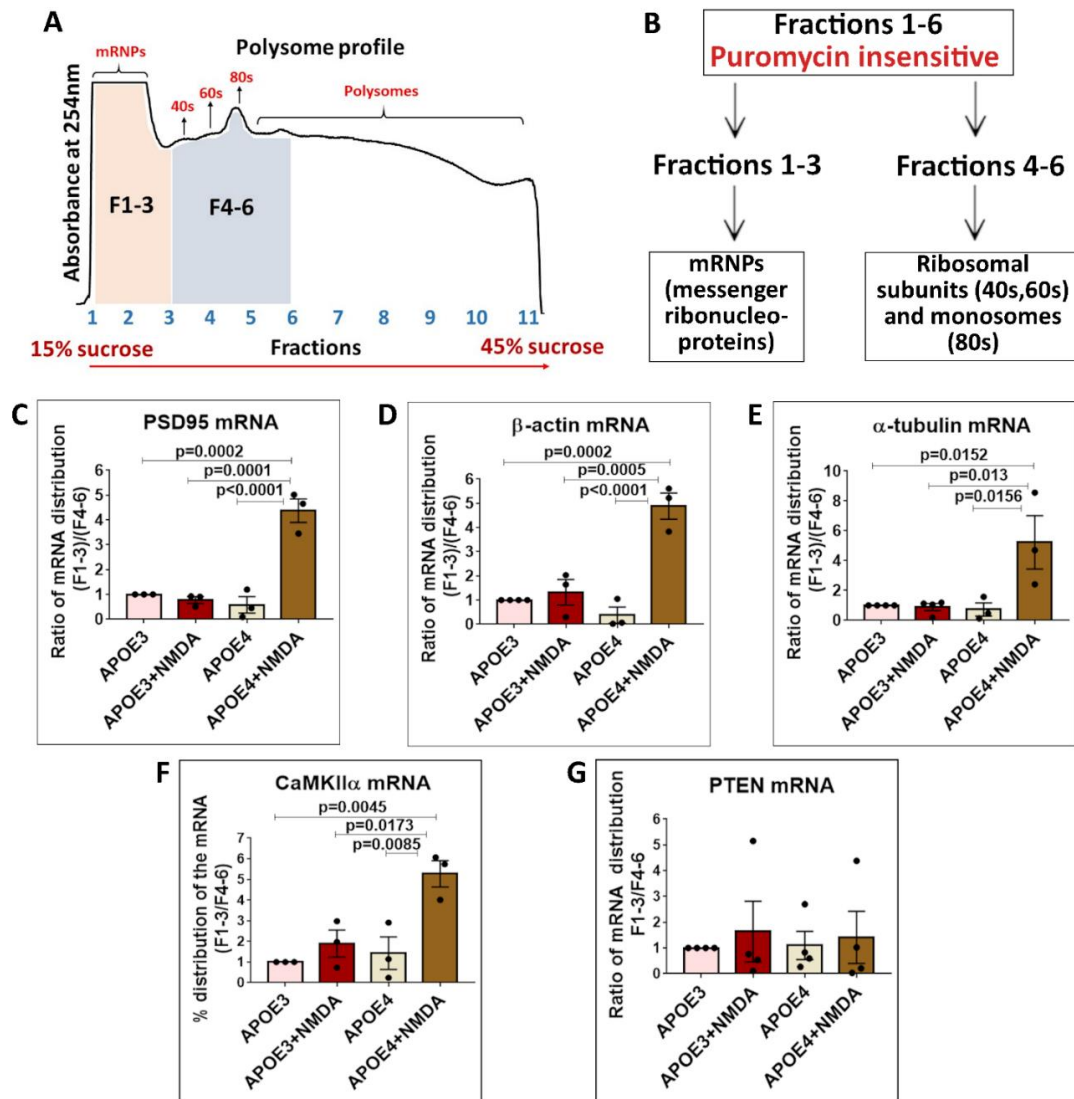 A
Polysome profile
mRNPs
40s
60s
80s
Polysomes
Absorbance at 254nm
F1-3
F4-6
1 2 3 4 5 6 7 8 9 10 11
15% sucrose Fractions 45% sucrose
B
Fractions 1-6
Puromycin insensitive
Fractions 1-3
Fractions 4-6
mRNPs
(messenger
ribonucleo-
proteins)
Ribosomal
subunits (40s,60s)
and monosomes
(80s)
C
PSD95 mRNA
p=0.0002
p=0.0001
p<0.0001
Ratio of mRNA distribution
(F1-3)/(F4-6)
6
5
4
3
2
1
0
APOE3
APOE3+NMDA
APOE4
APOE4+NMDA
D
β-actin mRNA
p=0.0002
p=0.0005
p<0.0001
Ratio of mRNA distribution
(F1-3)/(F4-6)
6
5
4
3
2
1
0
APOE3
APOE3+NMDA
APOE4
APOE4+NMDA
E
α-tubulin mRNA
p=0.0152
p=0.013
p=0.0156
Ratio of mRNA distribution
(F1-3)/(F4-6)
10
8
6
4
2
0
APOE3
APOE3+NMDA
APOE4
APOE4+NMDA
F
CaMKIIα mRNA
p=0.0045
p=0.0173
p=0.0085
% distribution of the mRNA
(F1-3/F4-6)
7
6
5
4
3
2
1
0
APOE3
APOE3+NMDA
APOE4
APOE4+NMDA
G
PTEN mRNA
Ratio of mRNA distribution
F1-3/F4-6
6
5
4
3
2
1
0
APOE3
APOE3+NMDA
APOE4
APOE4+NMDA